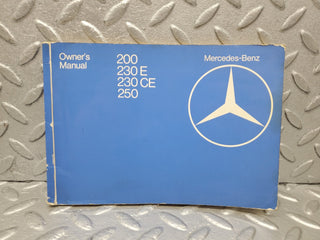 Owner's
Manual
200
230 E
230 CE
250
Mercedes-Benz